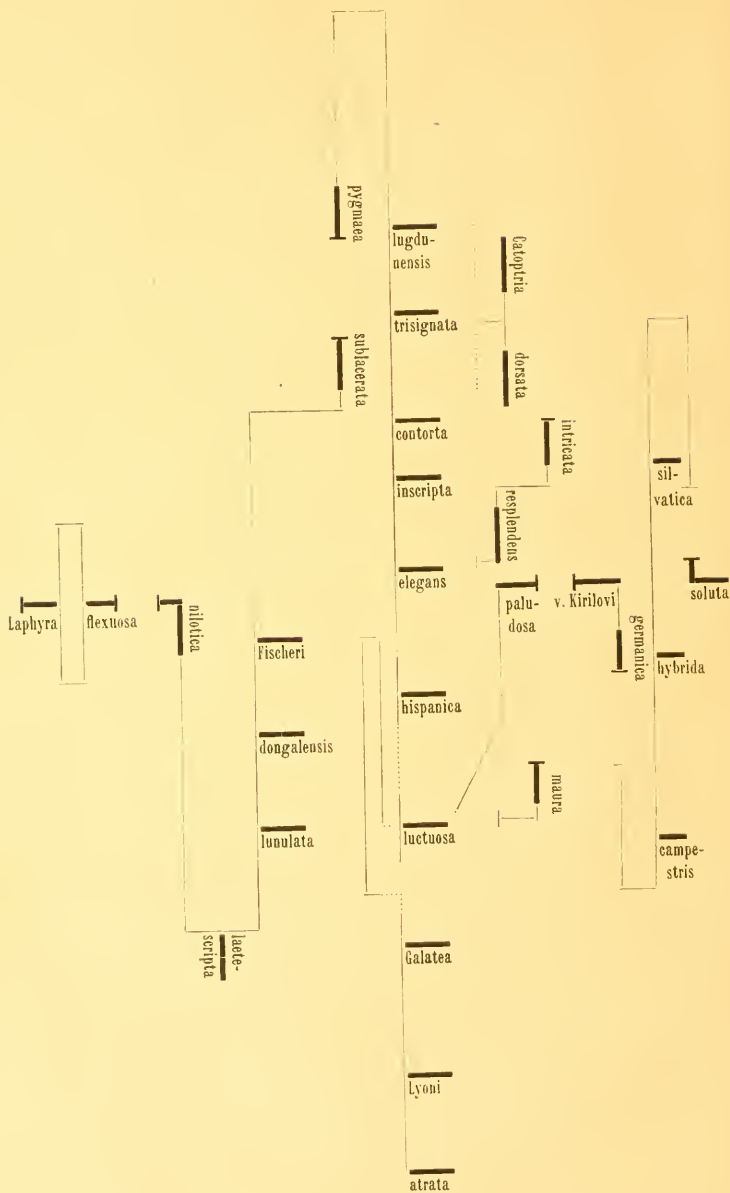 pygmaea
lugdu-
nensis
Catoptria
trisignata
sublacerata
dorsata
contorta
intricata
inscripta
sil-
vatica
resplendens
elegans
Laphyra
flexuosa
nilotica
palu-
dosa
v. Kirilovi
soluta
germanica
Fischeri
hybrida
hispanica
dongalensis
maura
lunulata
luctuosa
campe-
stris
laete-
scripta
Galatea
Lyoni
atrata